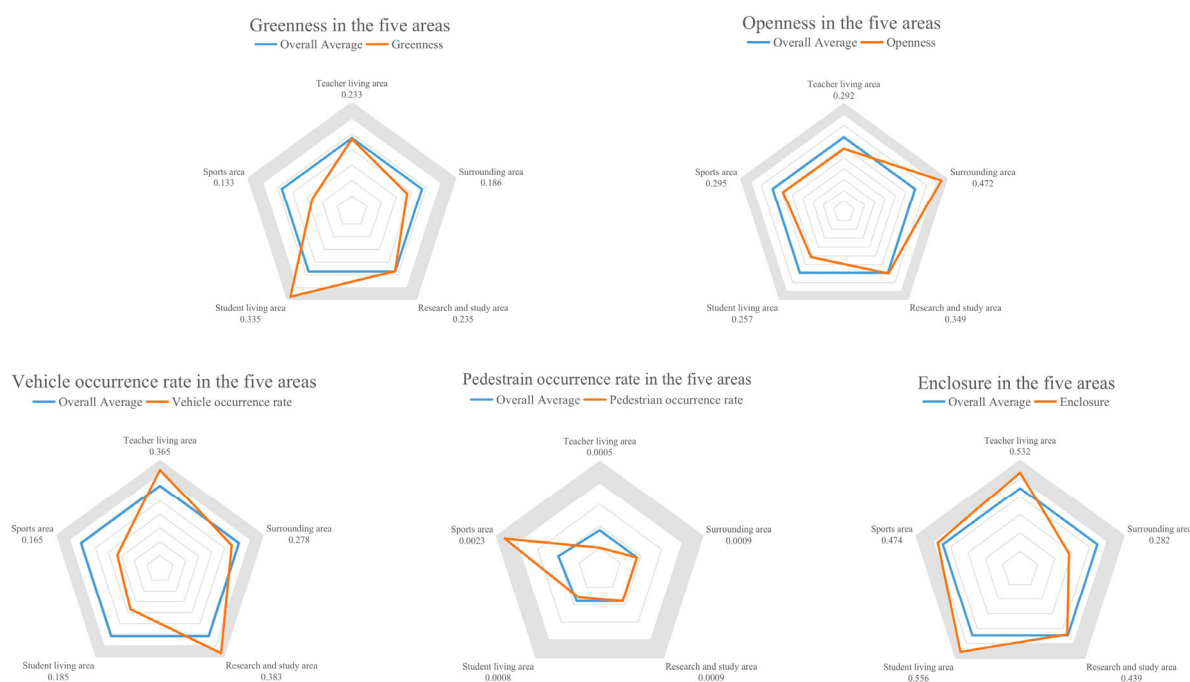 Greenness in the five areas
Overall Average Greenness
Teacher living area
0.233
Sports area
0.133
Surrounding area
0.186
Student living area
0.335
Research and study area
0.235
Openness in the five areas
Overall Average Openness
Teacher living area
0.292
Sports area
0.295
Surrounding area
0.472
Student living area
0.257
Research and study area
0.349
Vehicle occurrence rate in the five areas
Overall Average Vehicle occurrence rate
Teacher living area
0.365
Sports area
0.165
Surrounding area
0.278
Student living area
0.185
Research and study area
0.383
Pedestrain occurrence rate in the five areas
Overall Average Pedestrian occurrence rate
Teacher living area
0.0005
Sports area
0.0023
Surrounding area
0.0009
Student living area
0.0008
Research and study area
0.0009
Enclosure in the five areas
Overall Average Enclosure
Teacher living area
0.532
Sports area
0.474
Surrounding area
0.282
Student living area
0.556
Research and study area
0.439